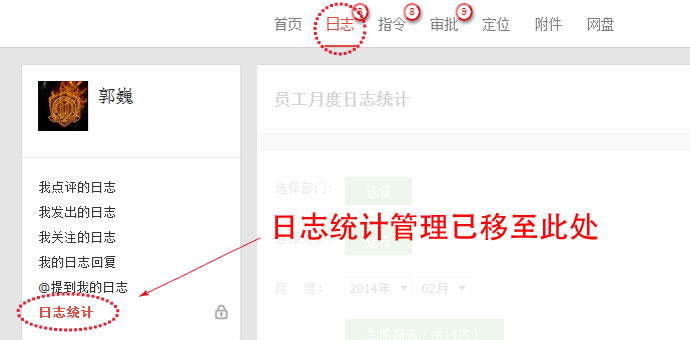 首页 日志 3 指令 8 审批 9 定位 附件 网盘
郭巍
员工月度日志统计
我点评的日志
我发出的日志
我关注的日志
我的日志回复
@提到我的日志
日志统计
选择部门： 选择
日志统计管理已移至此处
月 度： 2014年 02月
生成报表（余14次）